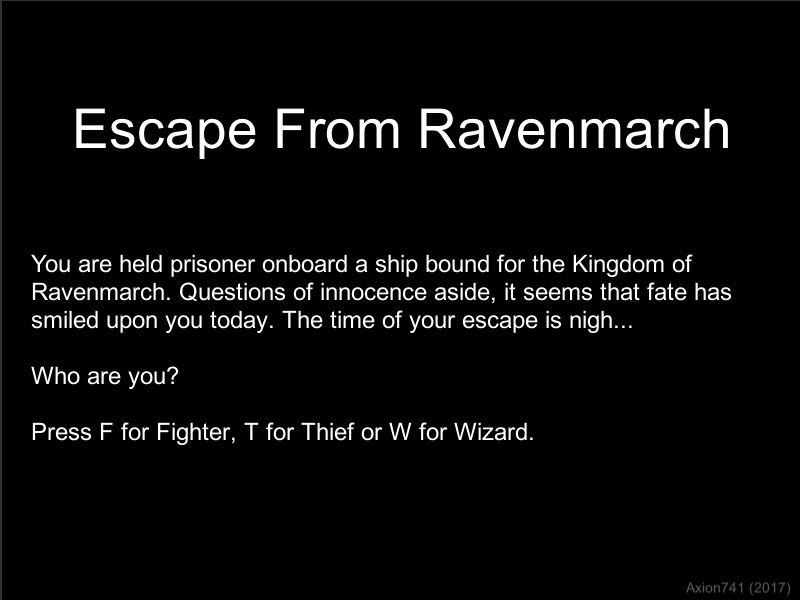 Escape From Ravenmarch
You are held prisoner onboard a ship bound for the Kingdom of
Ravenmarch. Questions of innocence aside, it seems that fate has
smiled upon you today. The time of your escape is nigh...
Who are you?
Press F for Fighter, T for Thief or W for Wizard.
Axion741 (2017)